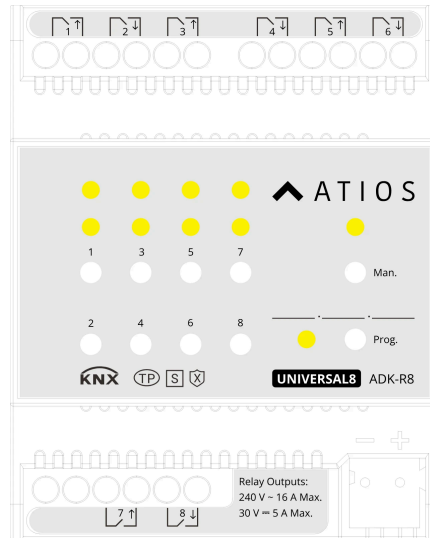 1 2 3 4 5 6
ATIOS
1 3 5 7
Man.
2 4 6 8
Prog.
KNX TP S X UNIVERSAL8 ADK-R8
Relay Outputs:
240 V ~ 16 A Max.
30 V ⎓ 5 A Max.
7 8